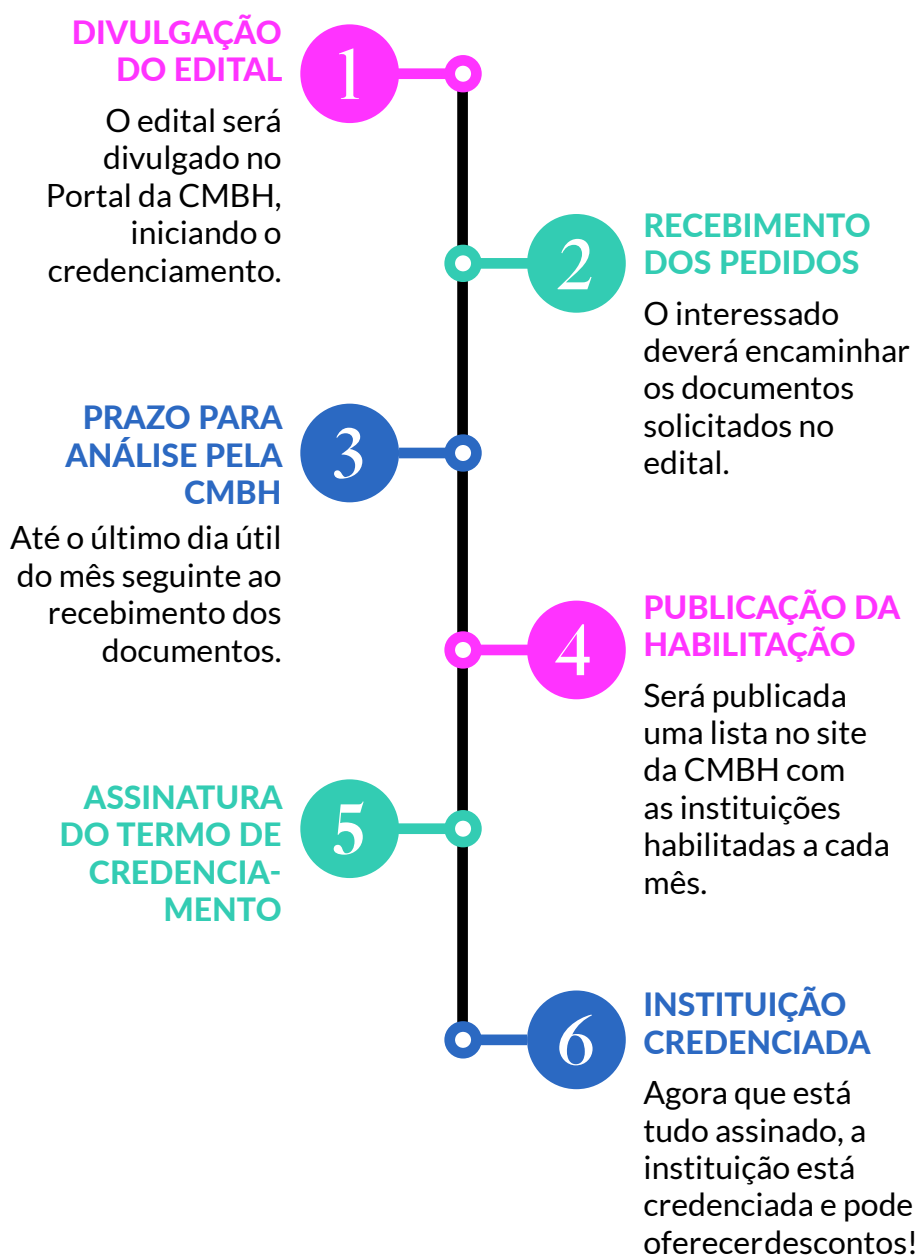 DIVULGAÇÃO
DO EDITAL
1
O edital será
divulgado no
Portal da CMBH,
iniciando o
credenciamento.
2
RECEBIMENTO
DOS PEDIDOS
O interessado
deverá encaminhar
os documentos
solicitados no
edital.
PRAZO PARA
ANÁLISE PELA
CMBH
3
Até o último dia útil
do mês seguinte ao
recebimento dos
documentos.
4
PUBLICAÇÃO DA
HABILITAÇÃO
Será publicada
uma lista no site
da CMBH com
as instituições
habilitadas a cada
mês.
ASSINATURA
DO TERMO DE
CREDENCIA-
MENTO
5
6
INSTITUIÇÃO
CREDENCIADA
Agora que está
tudo assinado, a
instituição está
credenciada e pode
oferecerdescontos!